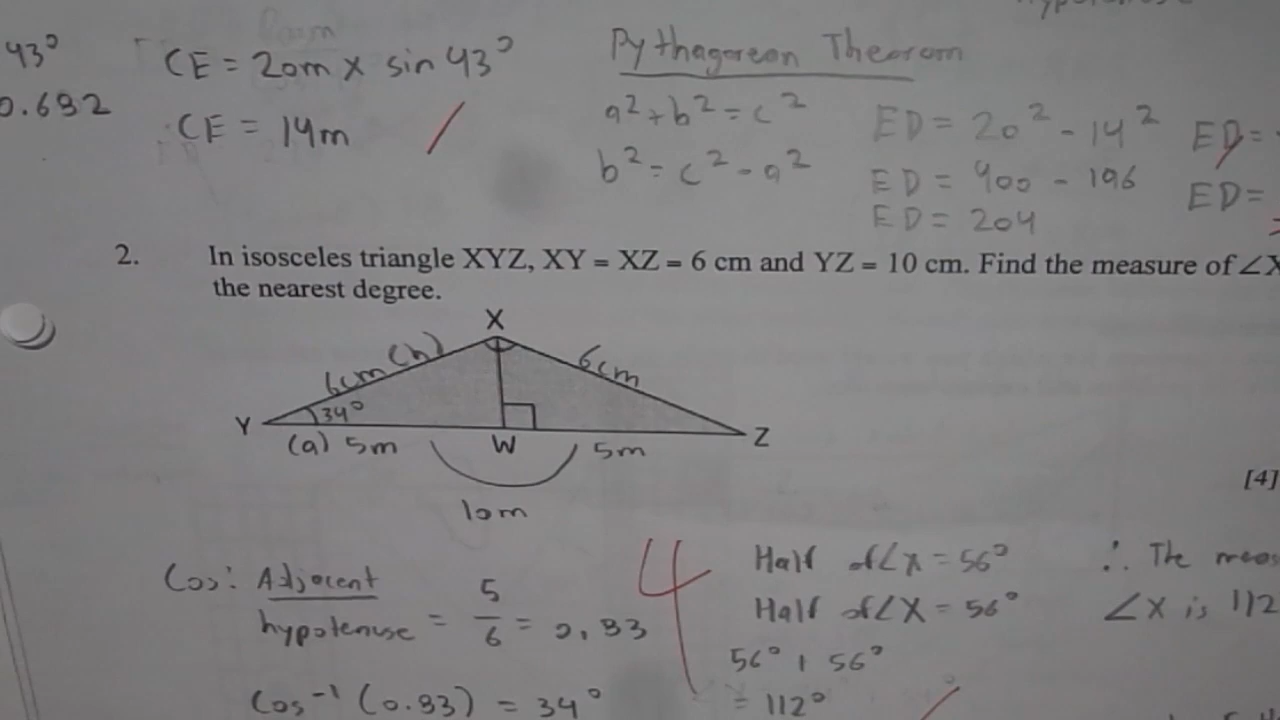 43°
0.682
CE = 20m x sin 43°
CE = 14m
Pythagorean Theorem
a² + b² = c²
b² = c² - a²
ED = 20² - 14²
ED = 400 - 196
ED = 204
ED =
ED =
2. In isosceles triangle XYZ, XY = XZ = 6 cm and YZ = 10 cm. Find the measure of ∠X
the nearest degree.
X
6cm (h)
6cm
34°
Y
Z
(a) 5m
W
5m
10m
[4]
Cos: Adjacent
hypotenuse = 5/6 = 0.83
Cos⁻¹ (0.83) = 34°
4
Half of ∠X = 56°
Half of ∠X = 56°
56° + 56°
= 112°
∴ The meas
∠X is 112